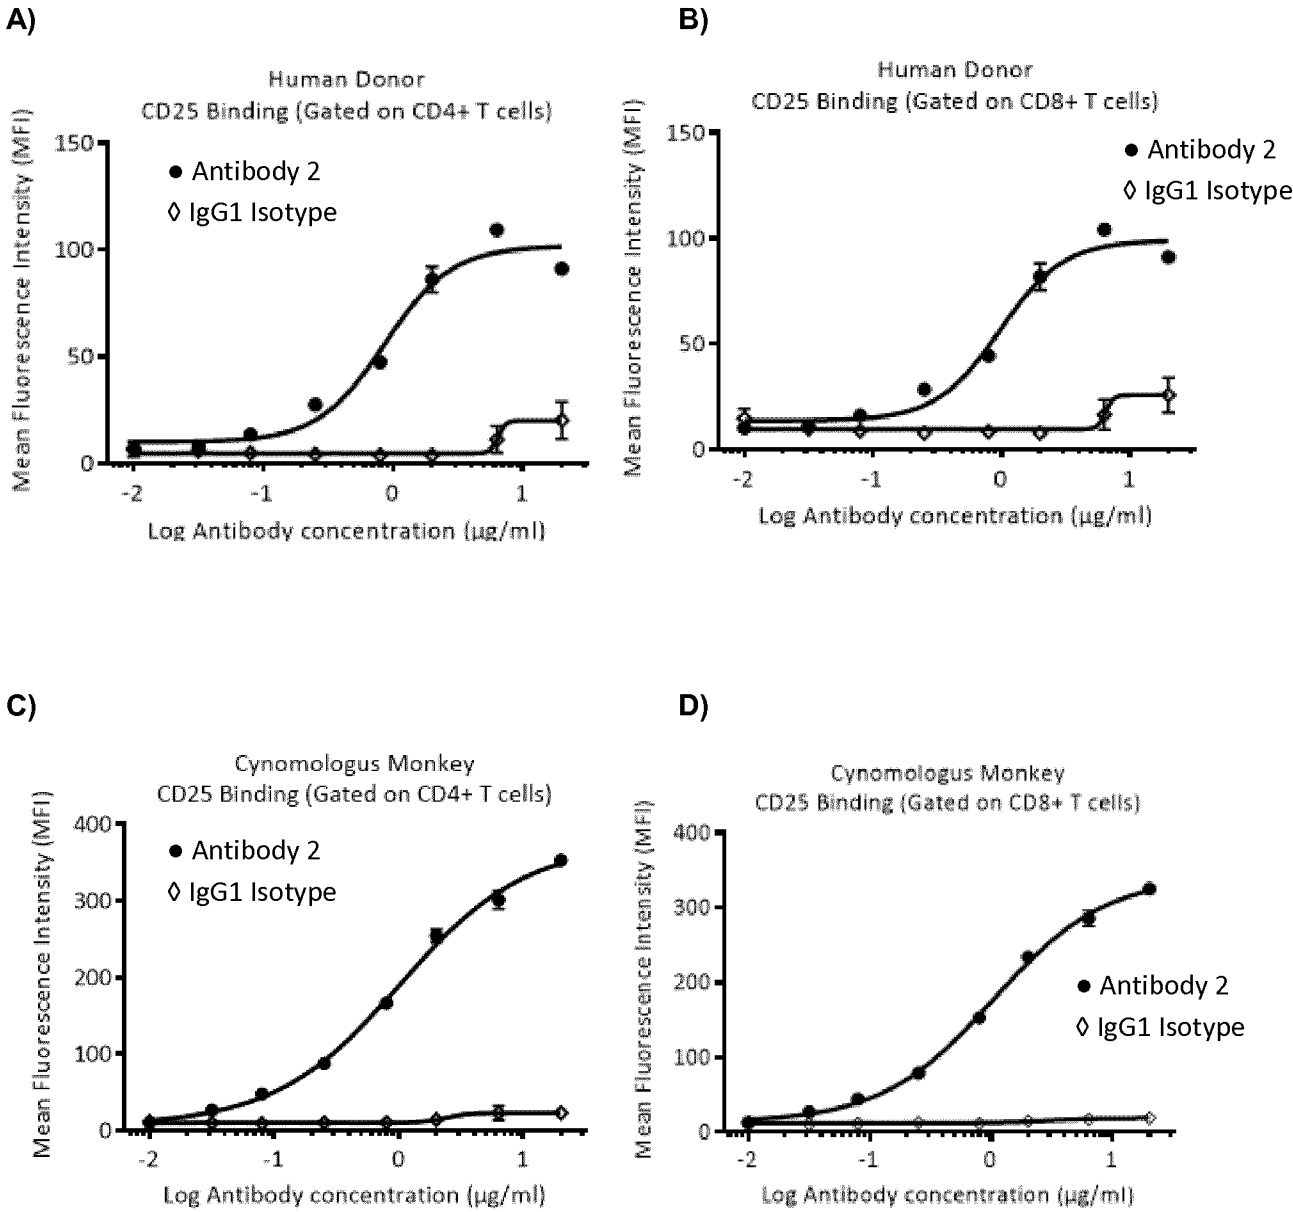 A)
Human Donor
CD25 Binding (Gated on CD4+ T cells)
Mean Fluorescence Intensity (MFI)
150
100
50
0
Antibody 2
IgG1 Isotype
-2 -1 0 1
Log Antibody concentration (µg/ml)
B)
Human Donor
CD25 Binding (Gated on CD8+ T cells)
Mean Fluorescence Intensity (MFI)
150
100
50
0
Antibody 2
IgG1 Isotype
-2 -1 0 1
Log Antibody concentration (µg/ml)
C)
Cynomologus Monkey
CD25 Binding (Gated on CD4+ T cells)
Mean Fluorescence Intensity (MFI)
400
300
200
100
0
Antibody 2
IgG1 Isotype
-2 -1 0 1
Log Antibody concentration (µg/ml)
D)
Cynomologus Monkey
CD25 Binding (Gated on CD8+ T cells)
Mean Fluorescence Intensity (MFI)
400
300
200
100
0
Antibody 2
IgG1 Isotype
-2 -1 0 1
Log Antibody concentration (µg/ml)